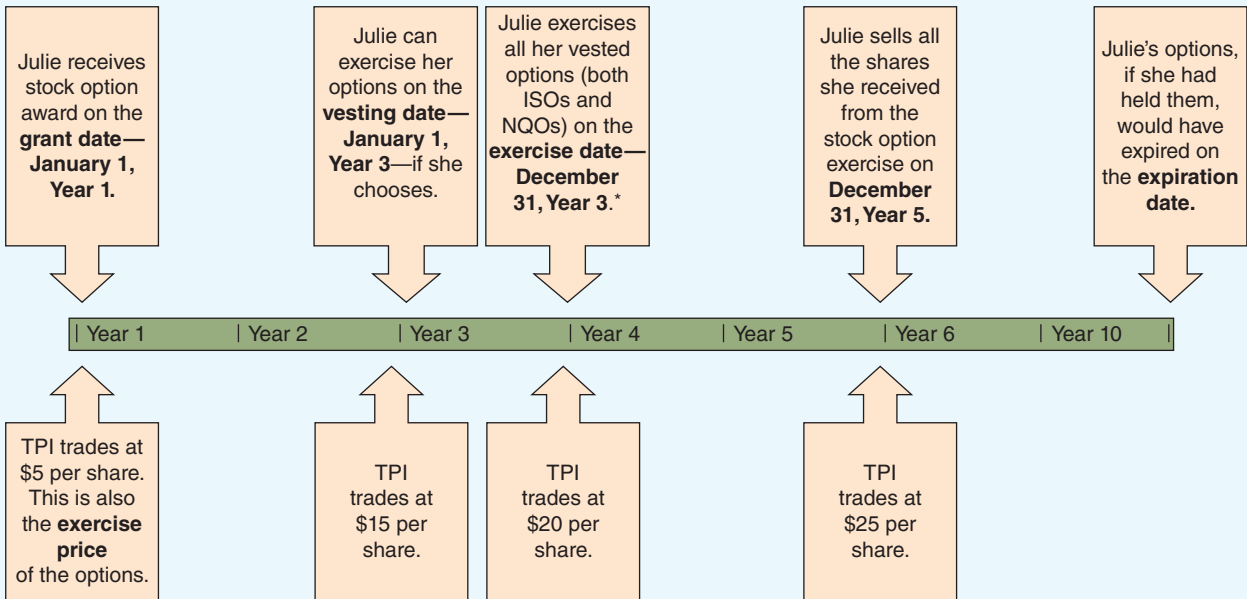 Julie receives
stock option
award on the
grant date—
January 1,
Year 1.
Julie can
exercise her
options on the
vesting date—
January 1,
Year 3—if she
chooses.
Julie exercises
all her vested
options (both
ISOs and
NQOs) on the
exercise date—
December
31, Year 3.*
Julie sells all
the shares
she received
from the
stock option
exercise on
December
31, Year 5.
Julie’s options,
if she had
held them,
would have
expired on
the expiration
date.
Year 1
Year 2
Year 3
Year 4
Year 5
Year 6
Year 10
TPI trades at
$5 per share.
This is also
the exercise
price
of the options.
TPI
trades at
$15 per
share.
TPI
trades at
$20 per
share.
TPI
trades at
$25 per
share.